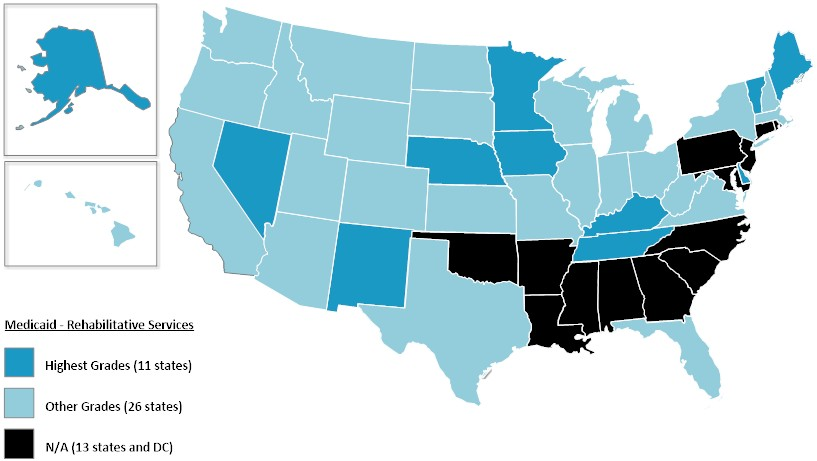 Medicaid - Rehabilitative Services
Highest Grades (11 states)
Other Grades (26 states)
N/A (13 states and DC)